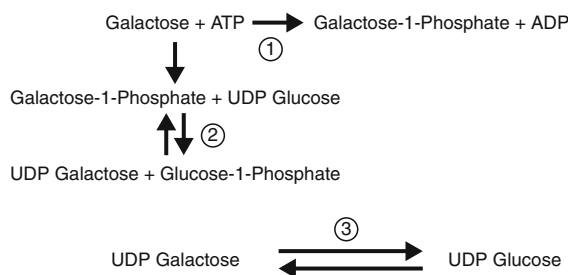 Galactose + ATP Galactose-1-Phosphate + ADP
1
Galactose-1-Phosphate + UDP Glucose
2
UDP Galactose + Glucose-1-Phosphate
3
UDP Galactose UDP Glucose